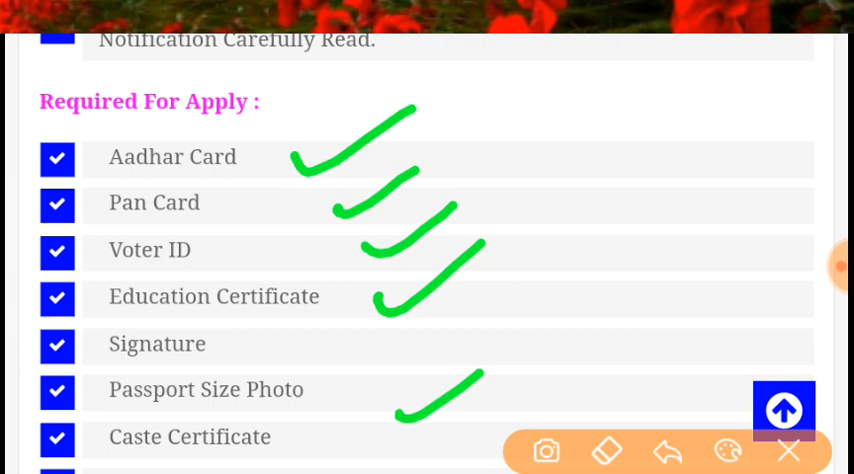 Notification Carefully Read.
Required For Apply :
Aadhar Card
Pan Card
Voter ID
Education Certificate
Signature
Passport Size Photo
Caste Certificate